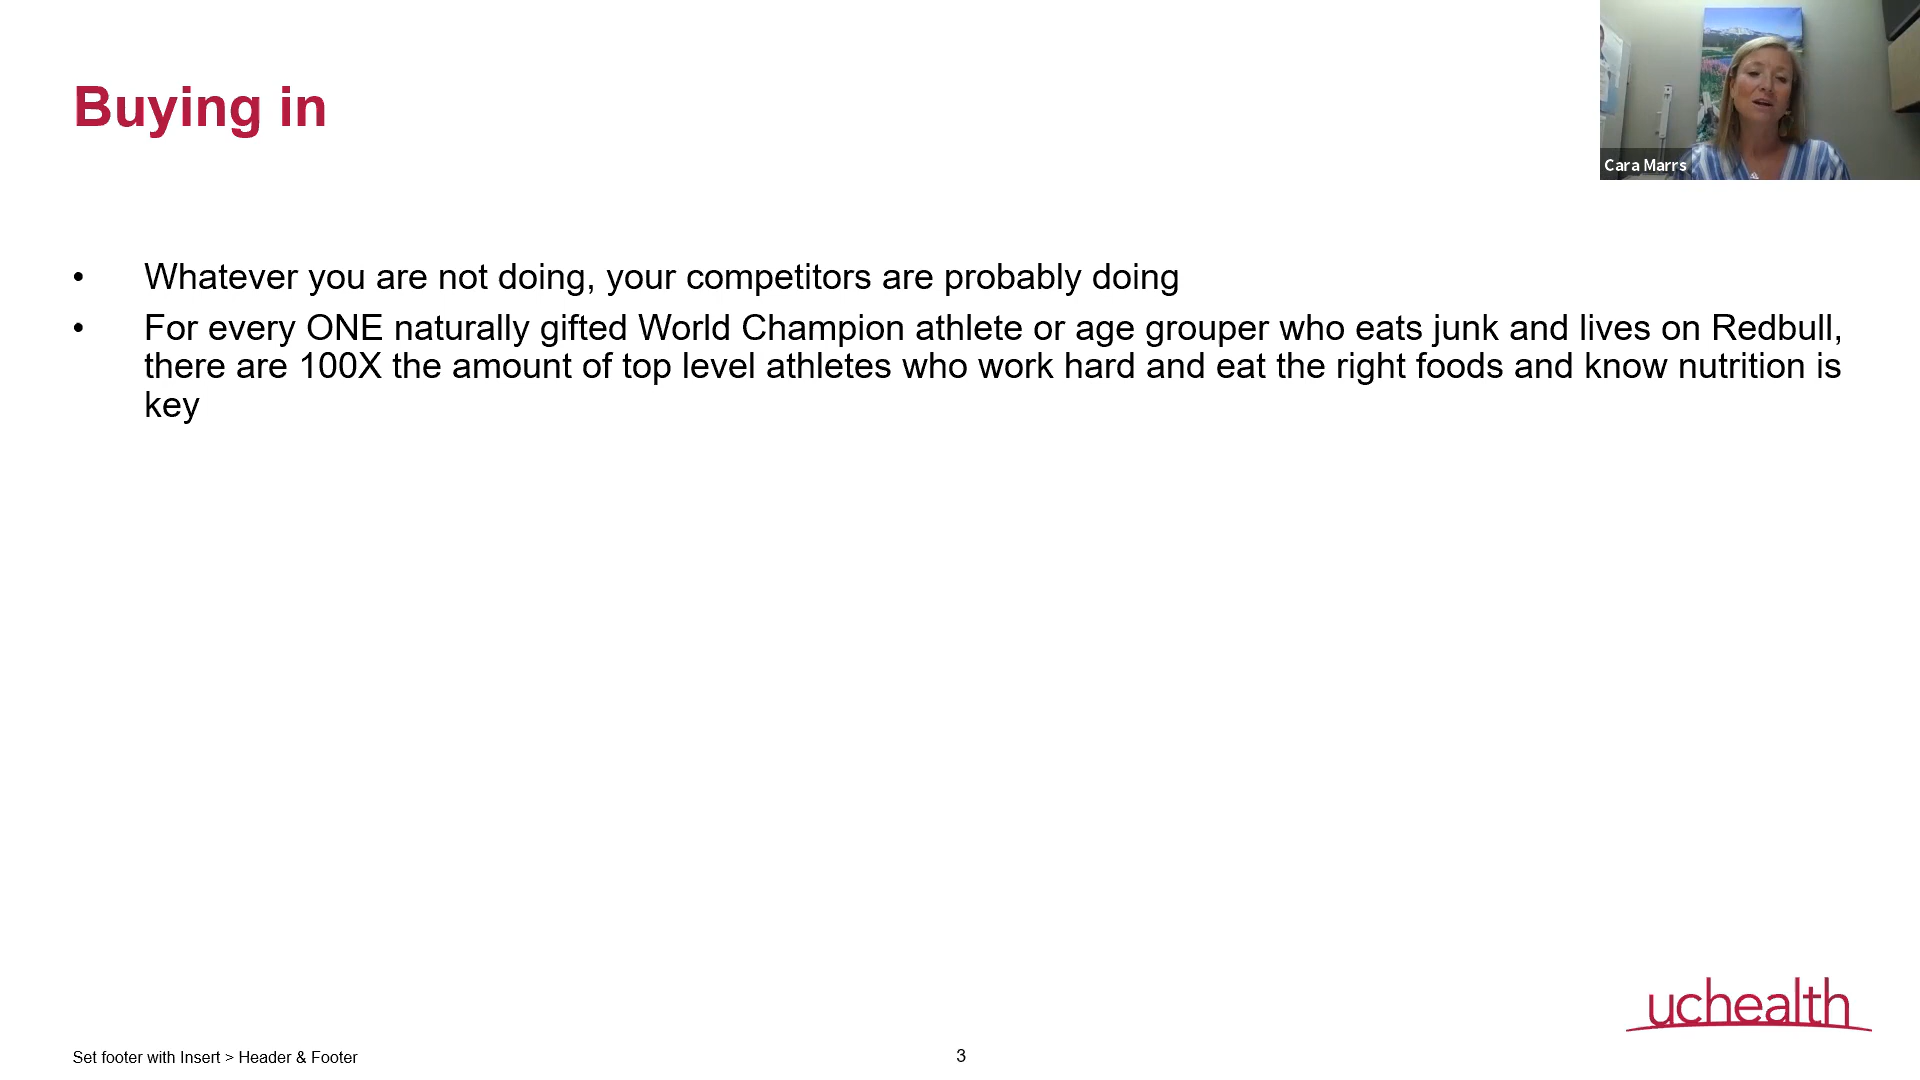 Buying in
Cara Marrs
• Whatever you are not doing, your competitors are probably doing
• For every ONE naturally gifted World Champion athlete or age grouper who eats junk and lives on Redbull,
there are 100X the amount of top level athletes who work hard and eat the right foods and know nutrition is
key
uchealth
Set footer with Insert > Header & Footer
3